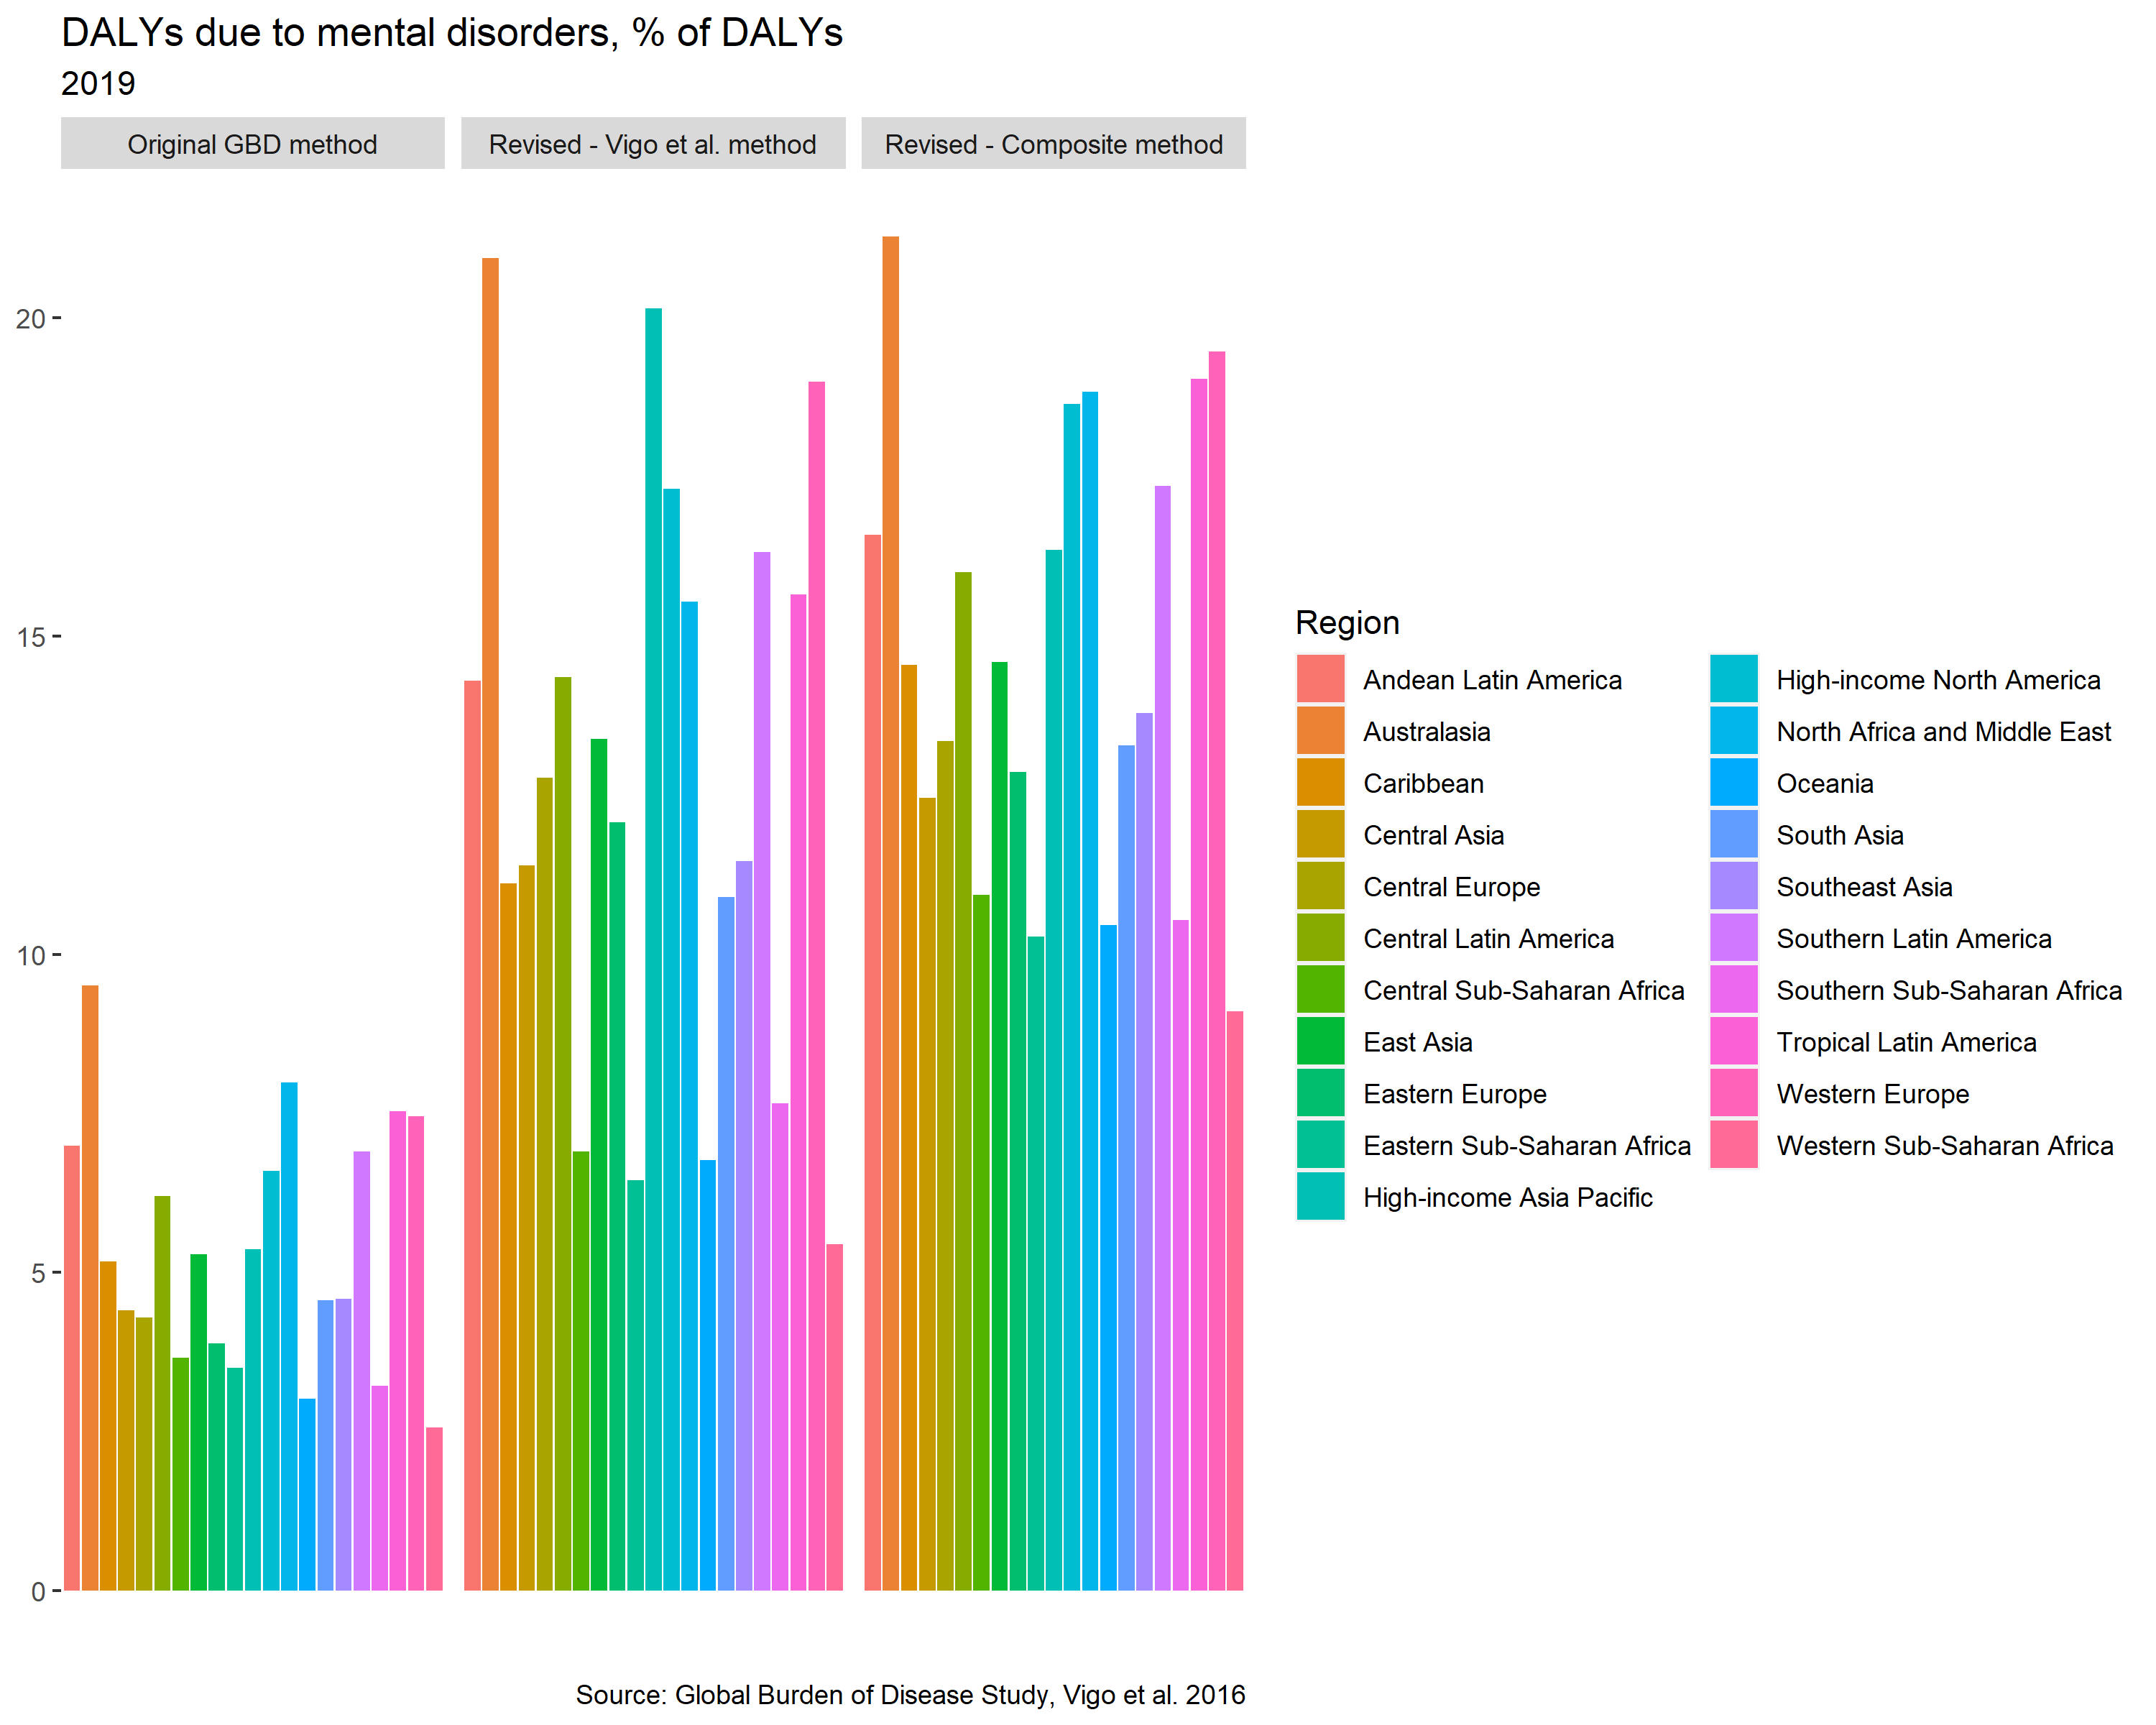 DALYs due to mental disorders, % of DALYs
2019
Original GBD method
Revised - Vigo et al. method
Revised - Composite method
20
15
10
5
0
Region
Andean Latin America
Australasia
Caribbean
Central Asia
Central Europe
Central Latin America
Central Sub-Saharan Africa
East Asia
Eastern Europe
Eastern Sub-Saharan Africa
High-income Asia Pacific
High-income North America
North Africa and Middle East
Oceania
South Asia
Southeast Asia
Southern Latin America
Southern Sub-Saharan Africa
Tropical Latin America
Western Europe
Western Sub-Saharan Africa
Source: Global Burden of Disease Study, Vigo et al. 2016